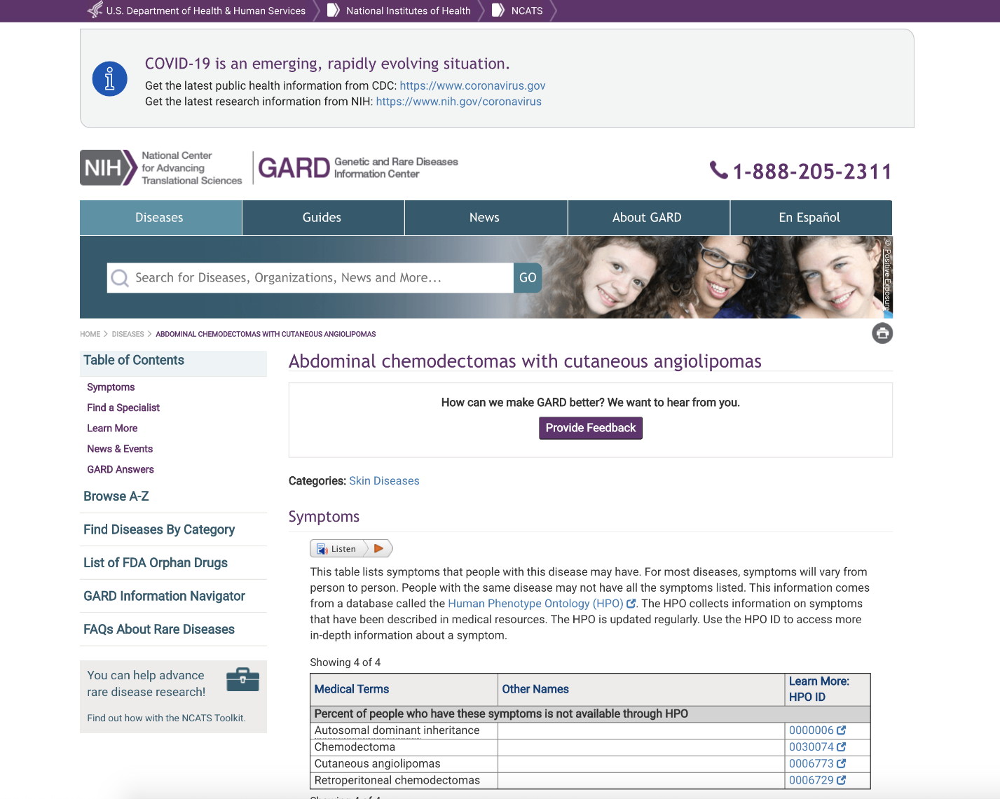 U.S. Department of Health & Human Services
National Institutes of Health
NCATS
COVID-19 is an emerging, rapidly evolving situation.
Get the latest public health information from CDC: https://www.coronavirus.gov
Get the latest research information from NIH: https://www.nih.gov/coronavirus
NIH
National Center
for Advancing
Translational Sciences
GARD
Genetic and Rare Diseases
Information Center
1-888-205-2311
Diseases
Guides
News
About GARD
En Español
Search for Diseases, Organizations, News and More...
GO
© Positive Exposure
HOME
DISEASES
ABDOMINAL CHEMODECTOMAS WITH CUTANEOUS ANGIOLIPOMAS
Table of Contents
Symptoms
Find a Specialist
Learn More
News & Events
GARD Answers
Browse A-Z
Find Diseases By Category
List of FDA Orphan Drugs
GARD Information Navigator
FAQs About Rare Diseases
You can help advance
rare disease research!
Find out how with the NCATS Toolkit.
Abdominal chemodectomas with cutaneous angiolipomas
How can we make GARD better? We want to hear from you.
Provide Feedback
Categories: Skin Diseases
Symptoms
Listen
This table lists symptoms that people with this disease may have. For most diseases, symptoms will vary from
person to person. People with the same disease may not have all the symptoms listed. This information comes
from a database called the Human Phenotype Ontology (HPO). The HPO collects information on symptoms
that have been described in medical resources. The HPO is updated regularly. Use the HPO ID to access more
in-depth information about a symptom.
Showing 4 of 4
Medical Terms
Other Names
Learn More:
HPO ID
Percent of people who have these symptoms is not available through HPO
Autosomal dominant inheritance 0000006
Chemodectoma 0030074
Cutaneous angiolipomas 0006773
Retroperitoneal chemodectomas 0006729
Showing 4 of 4